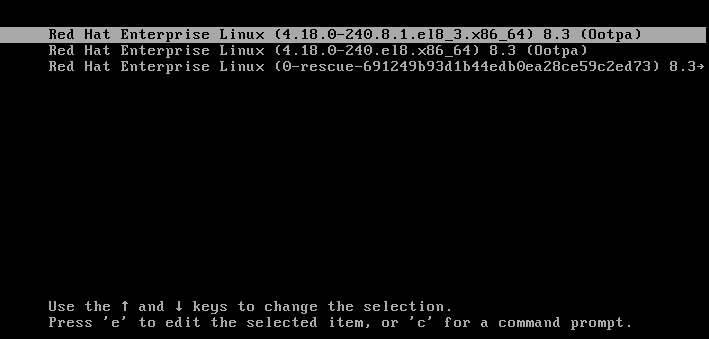 Red Hat Enterprise Linux (4.18.0-240.8.1.el8_3.x86_64) 8.3 (Ootpa)
Red Hat Enterprise Linux (4.18.0-240.el8.x86_64) 8.3 (Ootpa)
Red Hat Enterprise Linux (0-rescue-691249b93d1b44edb0ea28ce59c2ed73) 8.3→
Use the ↑ and ↓ keys to change the selection.
Press 'e' to edit the selected item, or 'c' for a command prompt.